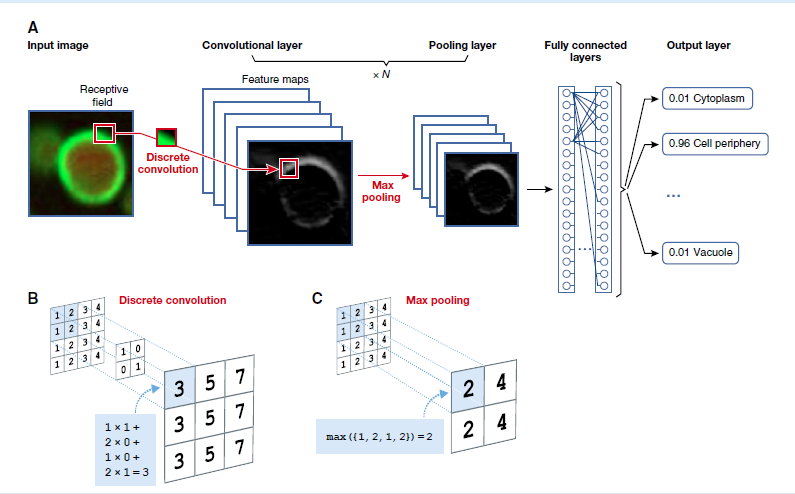 A
Input image
Convolutional layer
Pooling layer
Fully connected
layers
Output layer
× N
Feature maps
Receptive
field
Discrete
convolution
Max
pooling
0.01 Cytoplasm
0.96 Cell periphery
...
0.01 Vacuole
...
B
Discrete convolution
1 2 3 4
1 2 3 4
1 2 3 4
1 2 3 4
1 0
0 1
3 5 7
3 5 7
3 5 7
1 × 1 +
2 × 0 +
1 × 0 +
2 × 1 = 3
C
Max pooling
1 2 3 4
1 2 3 4
1 2 3 4
1 2 3 4
2 4
2 4
max ({1, 2, 1, 2}) = 2